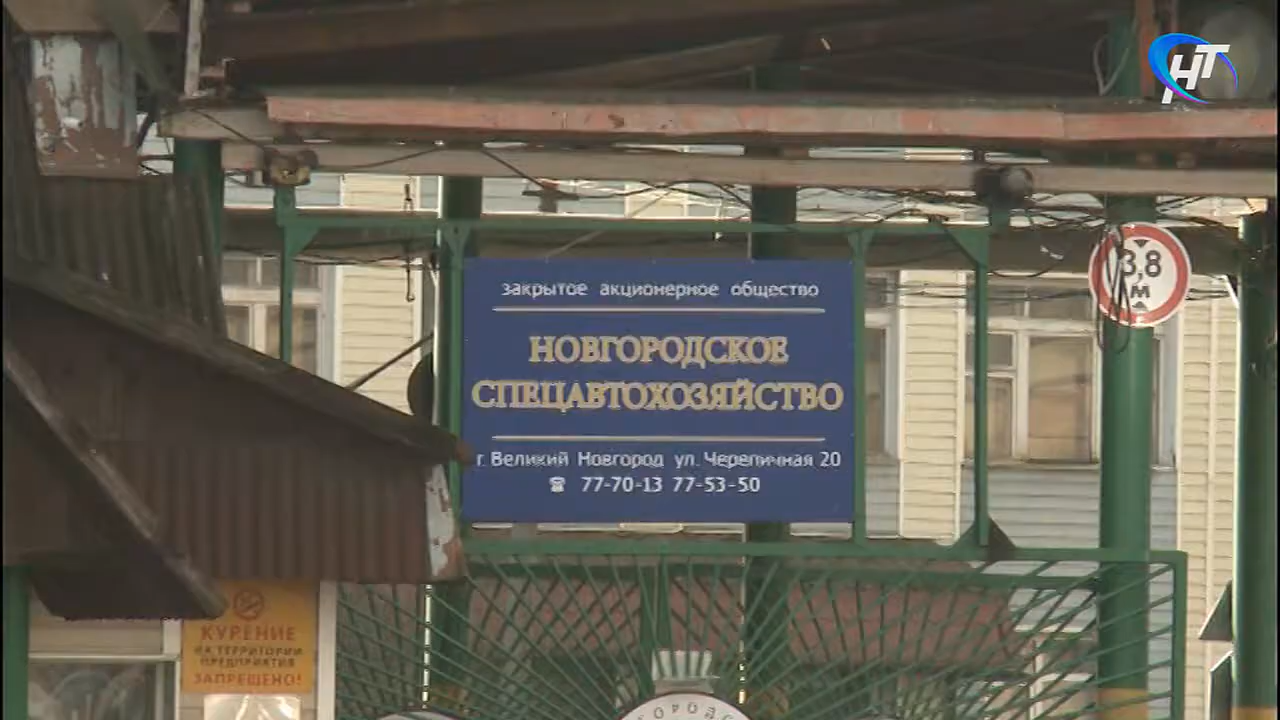 НТ
закрытое акционерное общество
НОВГОРОДСКОЕ
СПЕЦАВТОХОЗЯЙСТВО
г. Великий Новгород ул. Черепичная 20
☎ 77-70-13 77-53-50
3,8
м
КУРЕНИЕ
НА ТЕРРИТОРИИ
ПРЕДПРИЯТИЯ
ЗАПРЕЩЕНО!